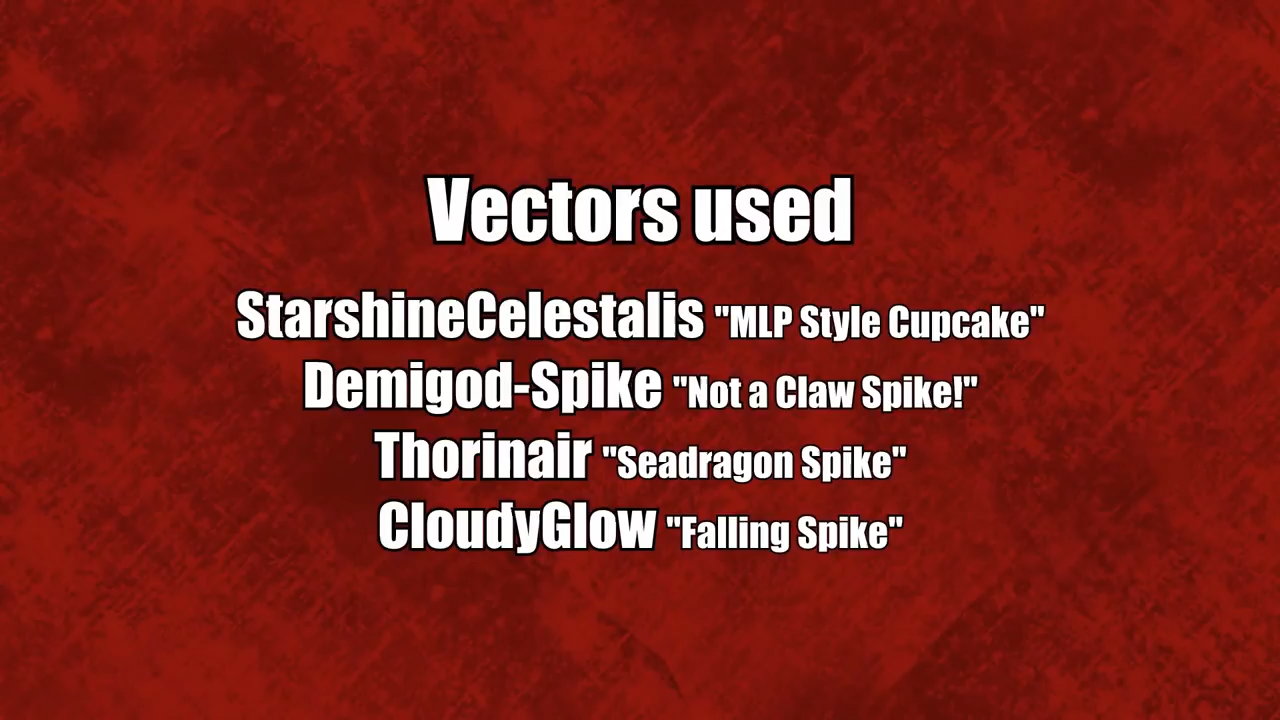 Vectors used
StarshineCelestalis "MLP Style Cupcake"
Demigod-Spike "Not a Claw Spike!"
Thorinair "Seadragon Spike"
CloudyGlow "Falling Spike"